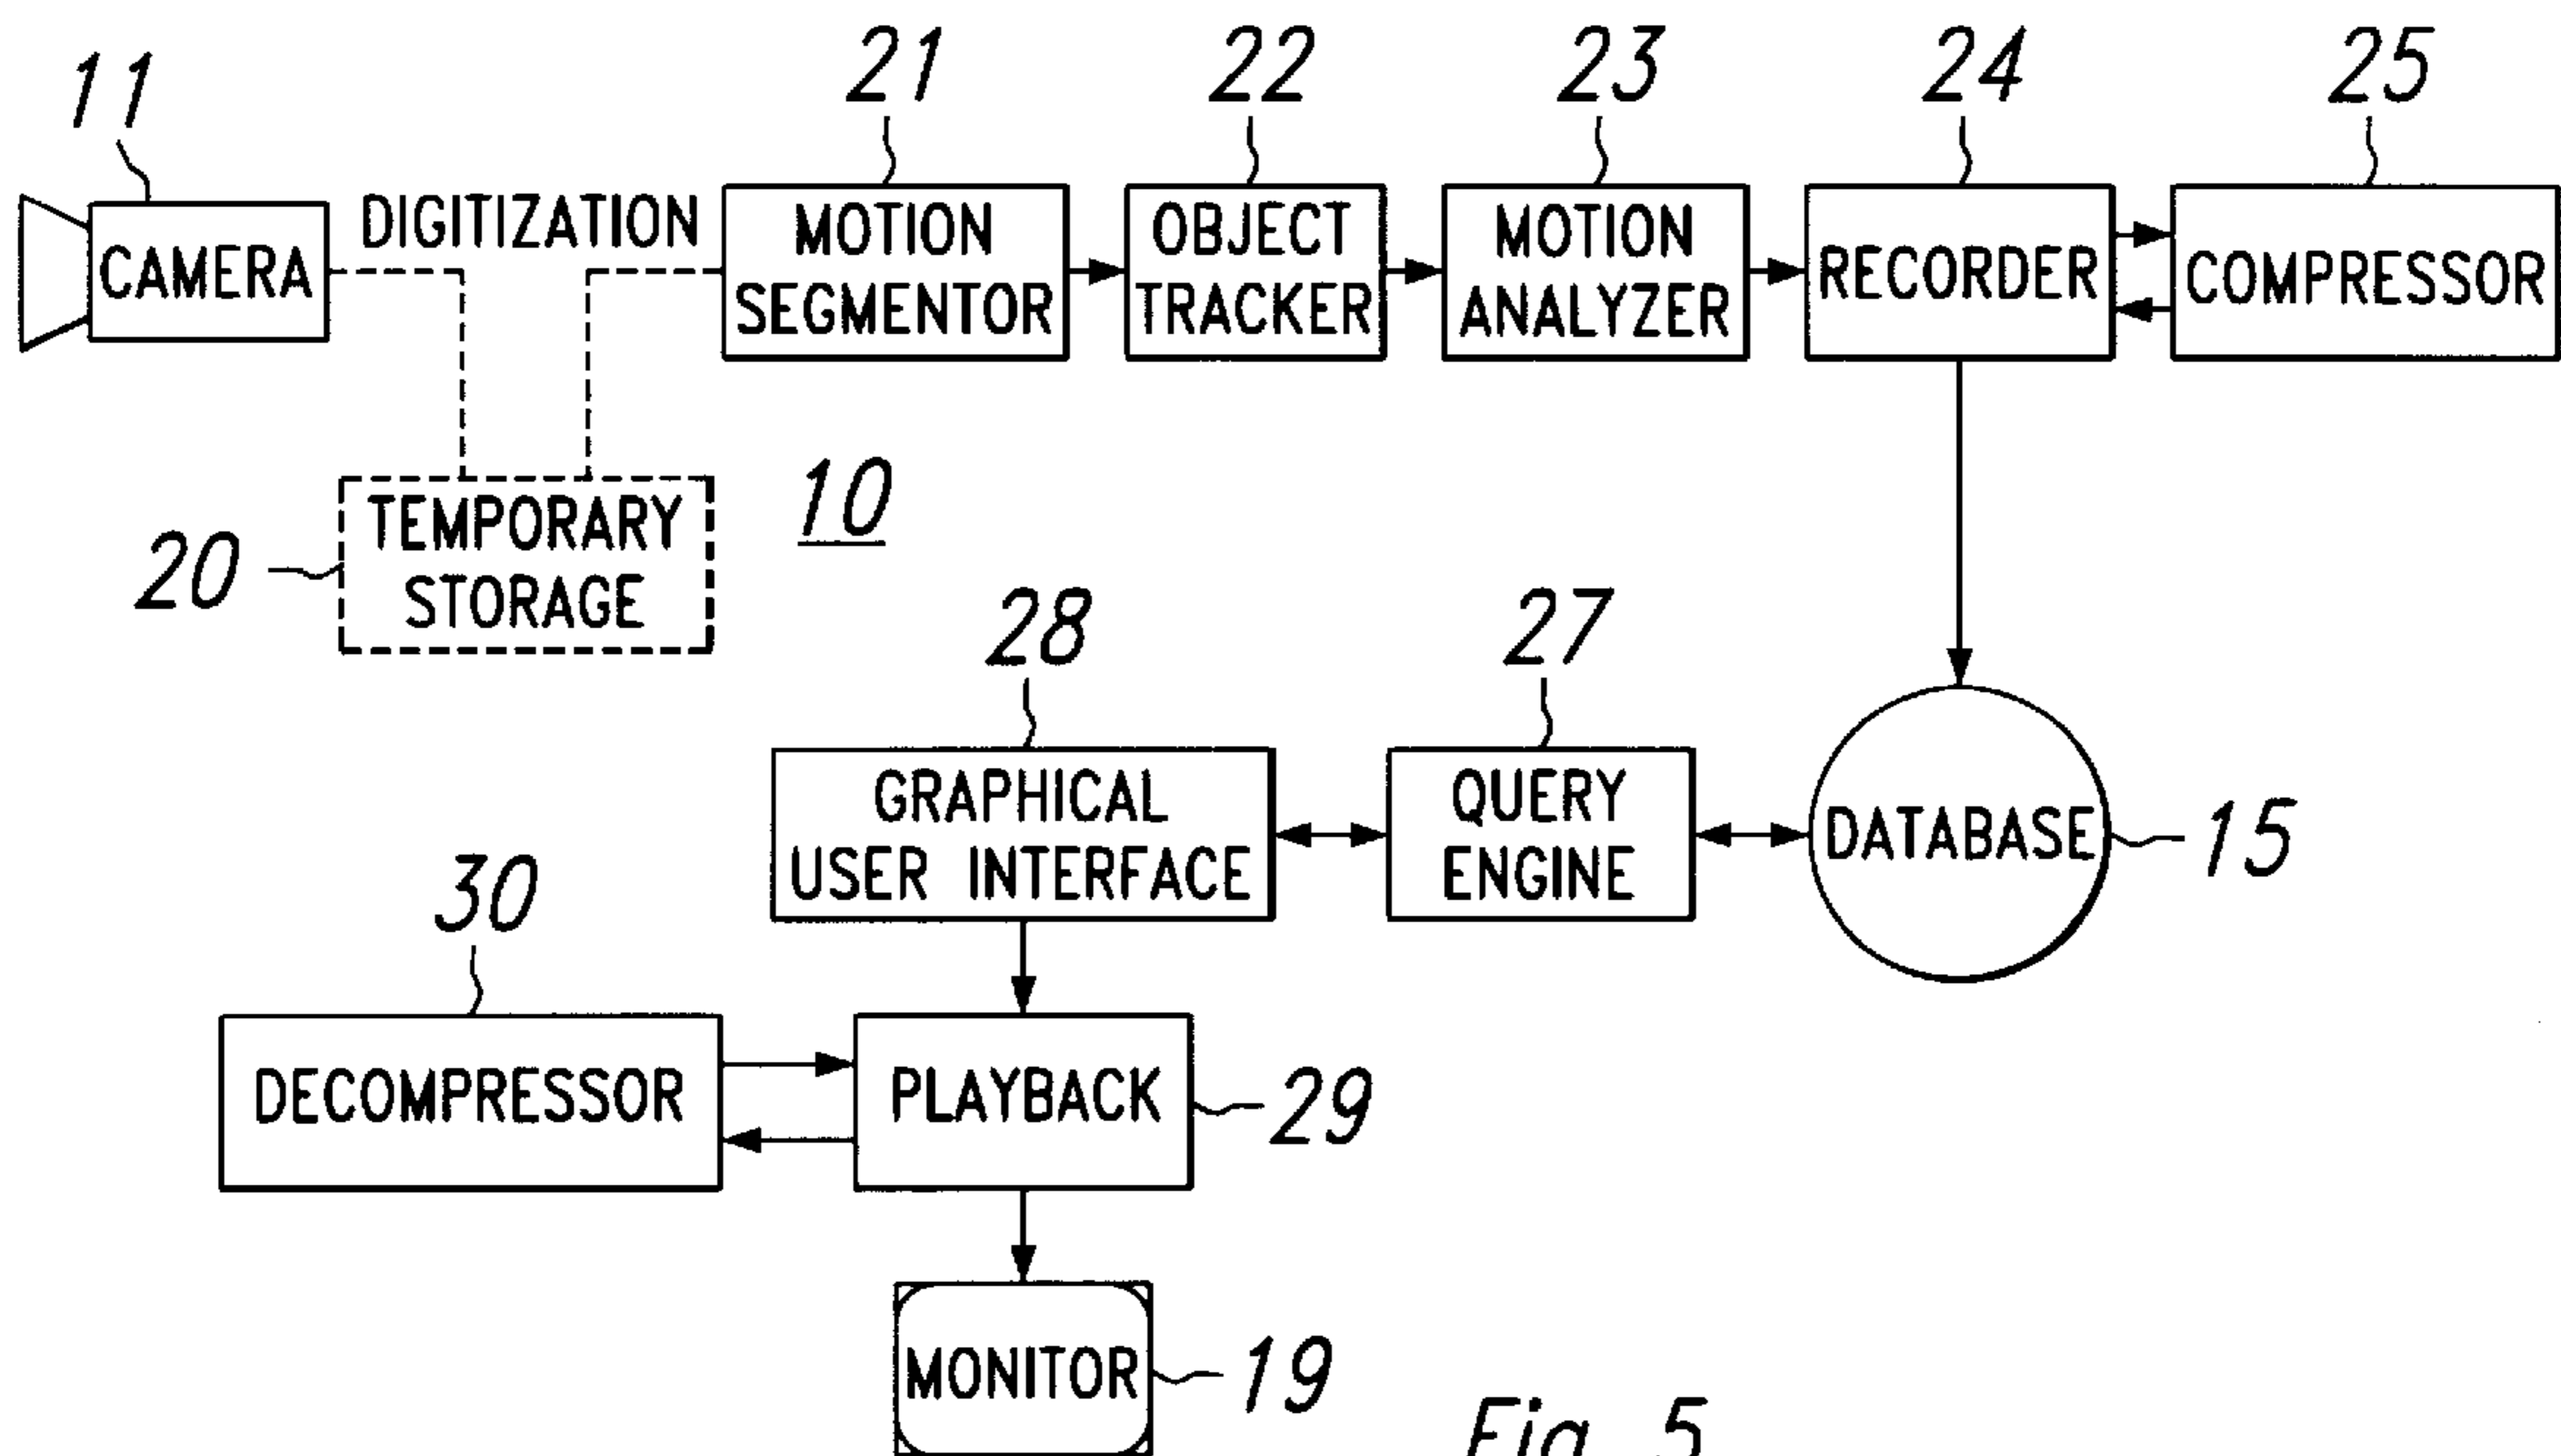 11
21
22
23
24
25
CAMERA
DIGITIZATION
MOTION
SEGMENTOR
OBJECT
TRACKER
MOTION
ANALYZER
RECORDER
COMPRESSOR
20
TEMPORARY
STORAGE
10
28
27
GRAPHICAL
USER INTERFACE
QUERY
ENGINE
DATABASE
15
30
DECOMPRESSOR
PLAYBACK
29
MONITOR
19
Fig. 5